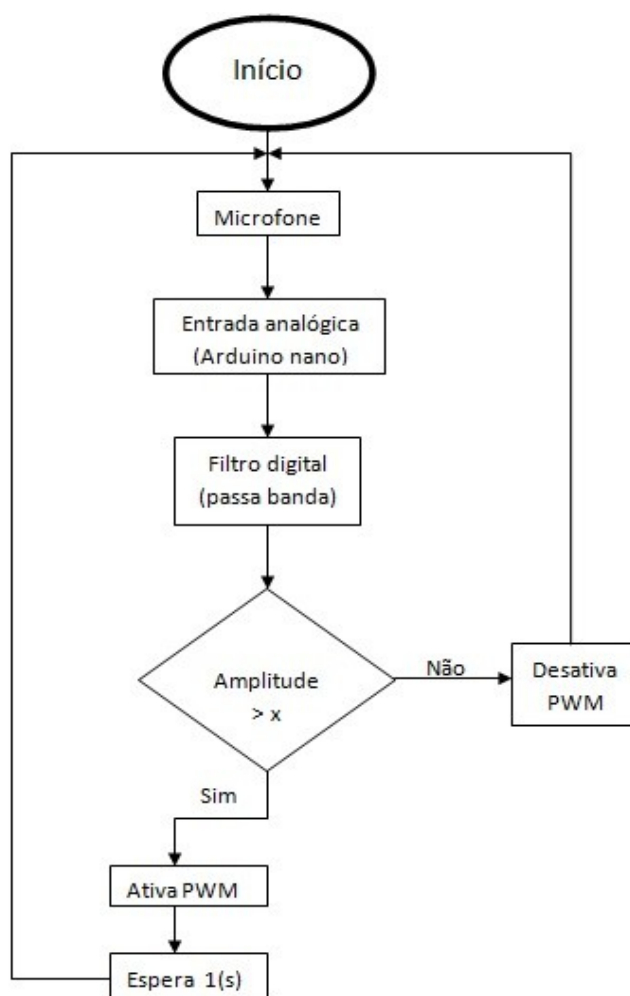 Início
Microfone
Entrada analógica
(Arduino nano)
Filtro digital
(passa banda)
Amplitude
> x
Não
Desativa
PWM
Sim
Ativa PWM
Espera 1(s)